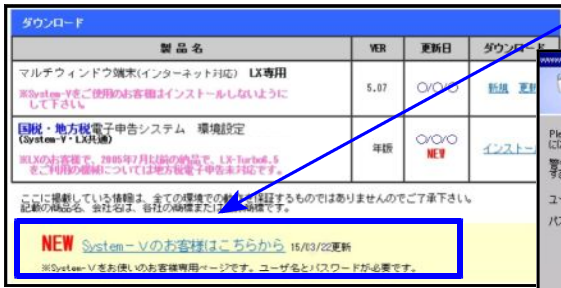 ダウンロード
製品名 VER 更新日 ダウンロード
マルチウィンドウ端末(インターネット対応) LX専用
※System-Vをご使用のお客様はインストールしないように
して下さい。
5.07 ○/○/○ 新規 更新
国税・地方税電子申告システム 環境設定
(System-V・LX共通)
※LXのお客様で、2005年7月以前の納品で、LX-Turbo6.5
をご利用の機械については地方税電子申告未対応です。
年版 ○/○/○
NEW
インストー
ここに掲載している情報は、全ての環境での動作を保証するものではありませんのでご了承下さい。
記載の商品名、会社名は、各社の商標または登録商標です。
NEW System-Vのお客様はこちらから 15/03/22更新
※System-Vをお使いのお客様専用ページです。ユーザ名とパスワードが必要です。
www
Ple
に
警
す
ユー
パス